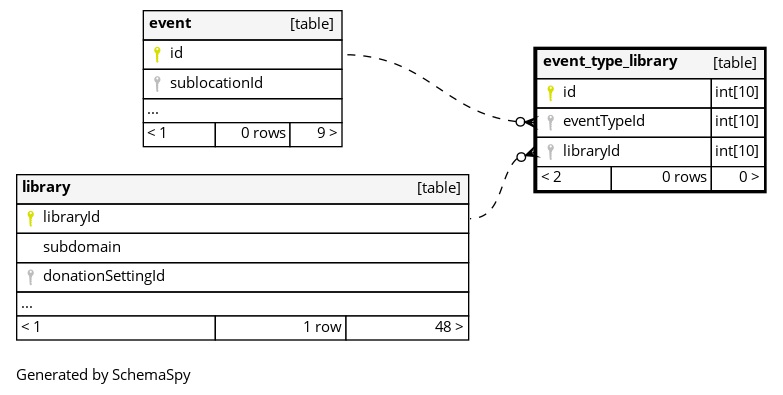 event [table]
id
sublocationId
...
< 1 0 rows 9 >
event_type_library [table]
id int[10]
eventTypeId int[10]
libraryId int[10]
< 2 0 rows 0 >
library [table]
libraryId
subdomain
donationSettingId
...
< 1 1 row 48 >
Generated by SchemaSpy